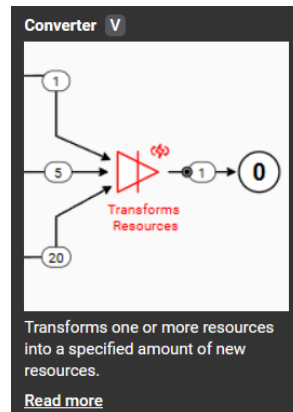 Converter V
1
5
1
0
Transforms
Resources
20
Transforms one or more resources
into a specified amount of new
resources.
Read more